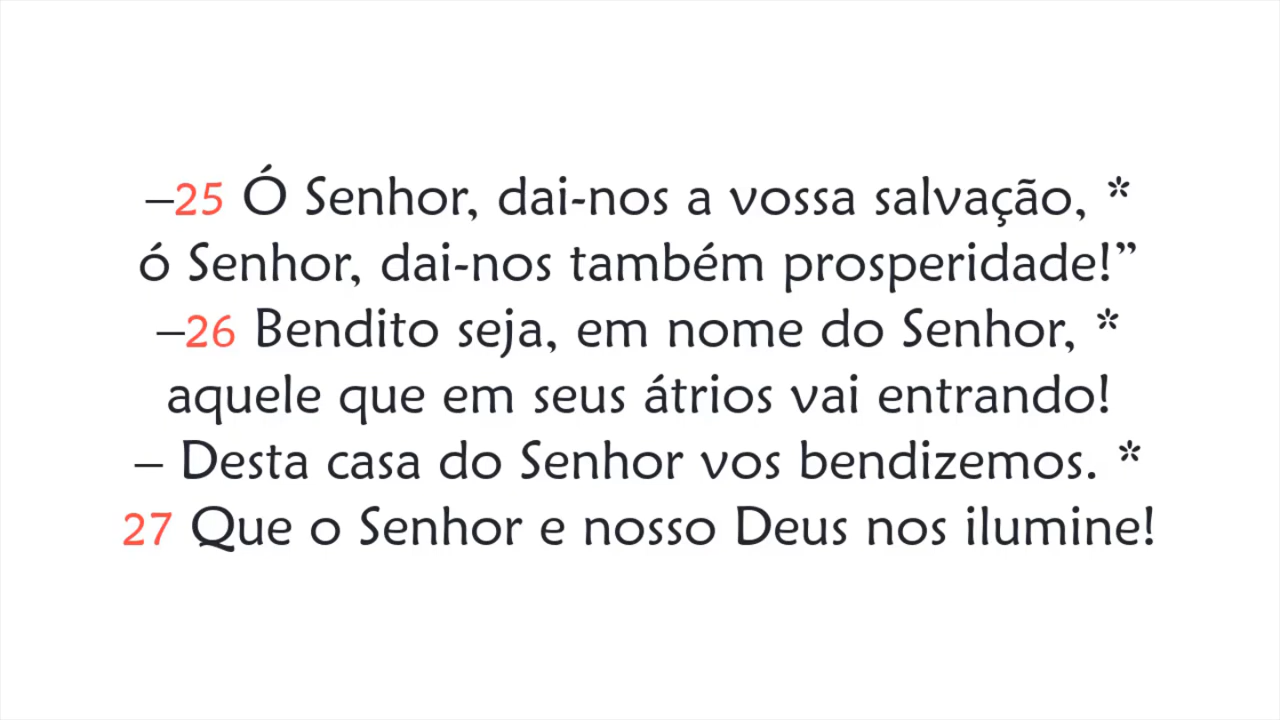 –25 Ó Senhor, dai-nos a vossa salvação, *
ó Senhor, dai-nos também prosperidade!”
–26 Bendito seja, em nome do Senhor, *
aquele que em seus átrios vai entrando!
– Desta casa do Senhor vos bendizemos. *
27 Que o Senhor e nosso Deus nos ilumine!